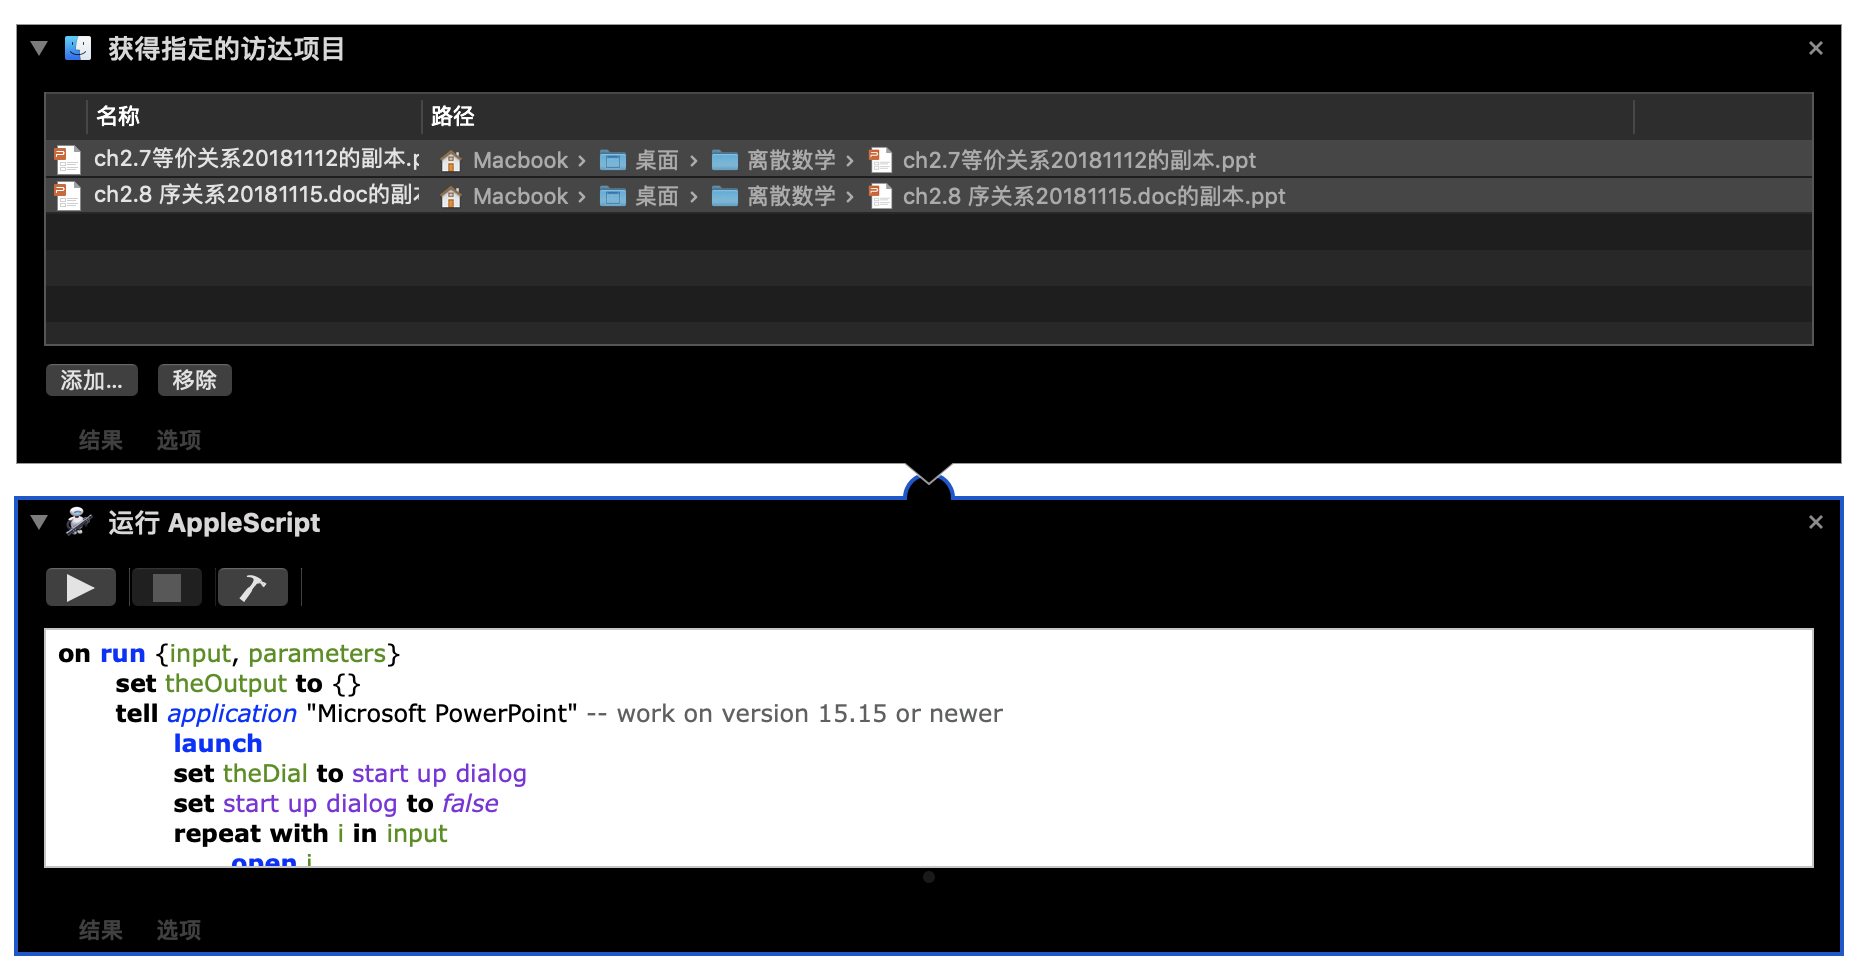 获得指定的访达项目
名称 路径
ch2.7等价关系20181112的副本.p Macbook › 桌面 › 离散数学 › ch2.7等价关系20181112的副本.ppt
ch2.8 序关系20181115.doc的副 Macbook › 桌面 › 离散数学 › ch2.8 序关系20181115.doc的副本.ppt
添加... 移除
结果 选项
运行 AppleScript
on run {input, parameters}
set theOutput to {}
tell application "Microsoft PowerPoint" -- work on version 15.15 or newer
launch
set theDial to start up dialog
set start up dialog to false
repeat with i in input
open i
结果 选项